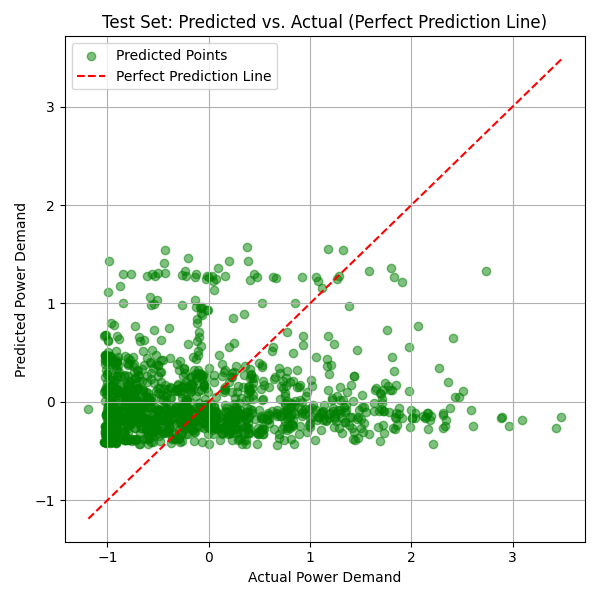 Test Set: Predicted vs. Actual (Perfect Prediction Line)
Predicted Points
Perfect Prediction Line
3
2
1
0
−1
Predicted Power Demand
−1 0 1 2 3
Actual Power Demand